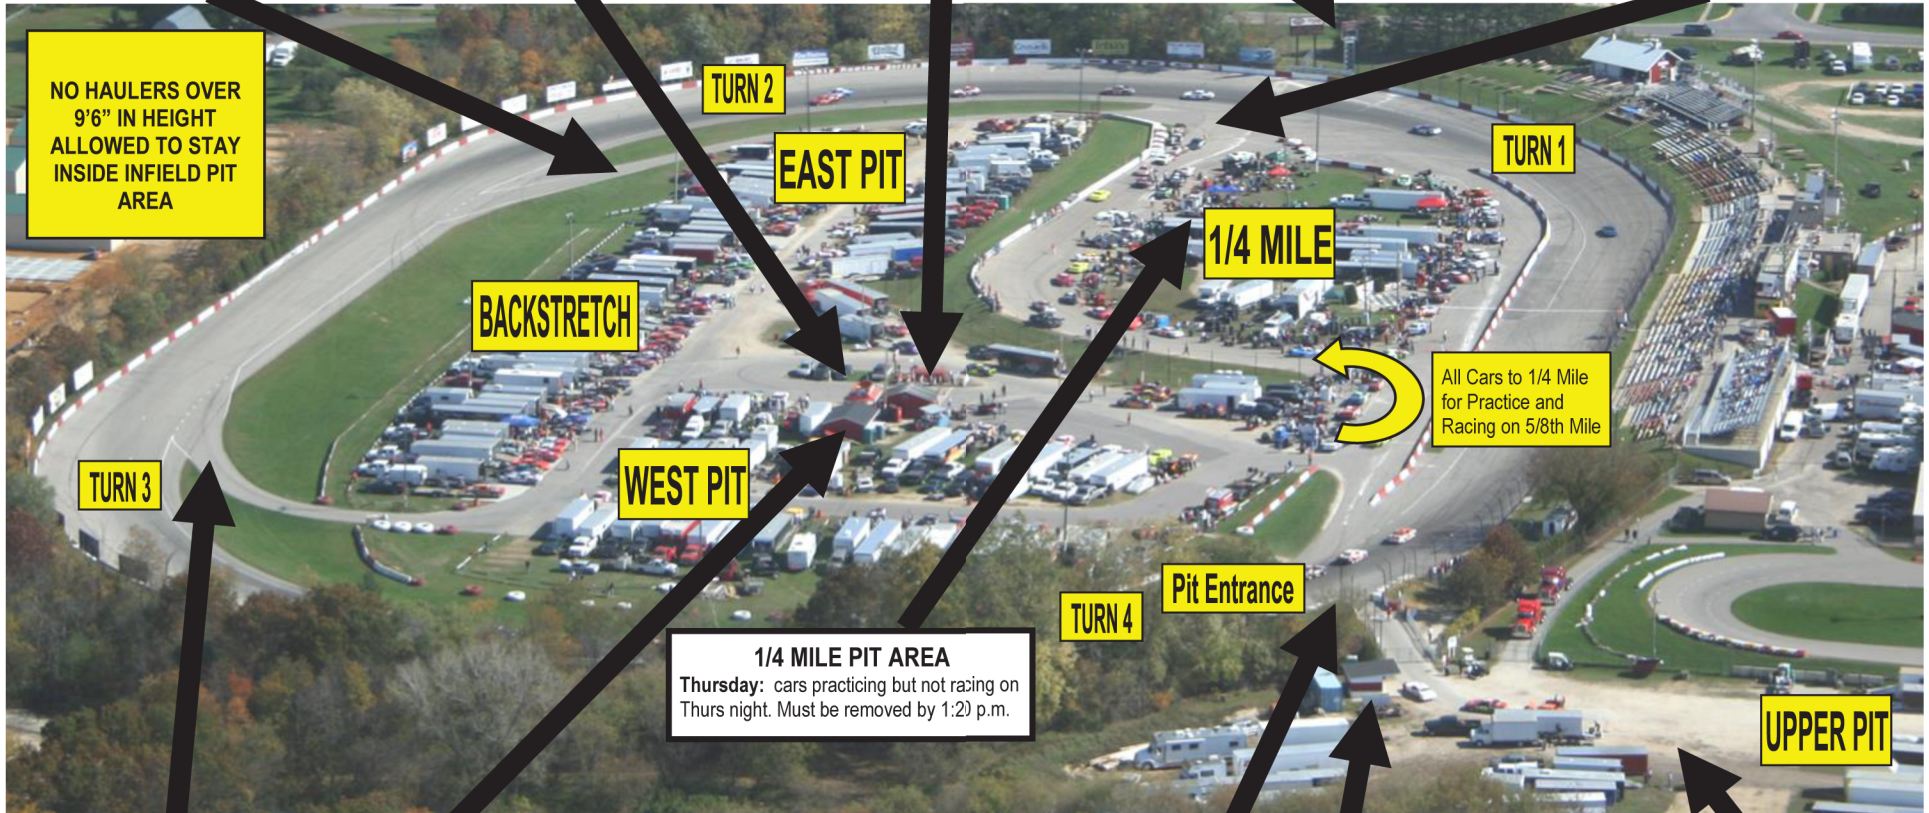 NO HAULERS OVER
9'6" IN HEIGHT
ALLOWED TO STAY
INSIDE INFIELD PIT
AREA
TURN 2
EAST PIT
TURN 1
1/4 MILE
BACKSTRETCH
All Cars to 1/4 Mile
for Practice and
Racing on 5/8th Mile
WEST PIT
TURN 3
Pit Entrance
TURN 4
1/4 MILE PIT AREA
Thursday: cars practicing but not racing on
Thurs night. Must be removed by 1:20 p.m.
UPPER PIT